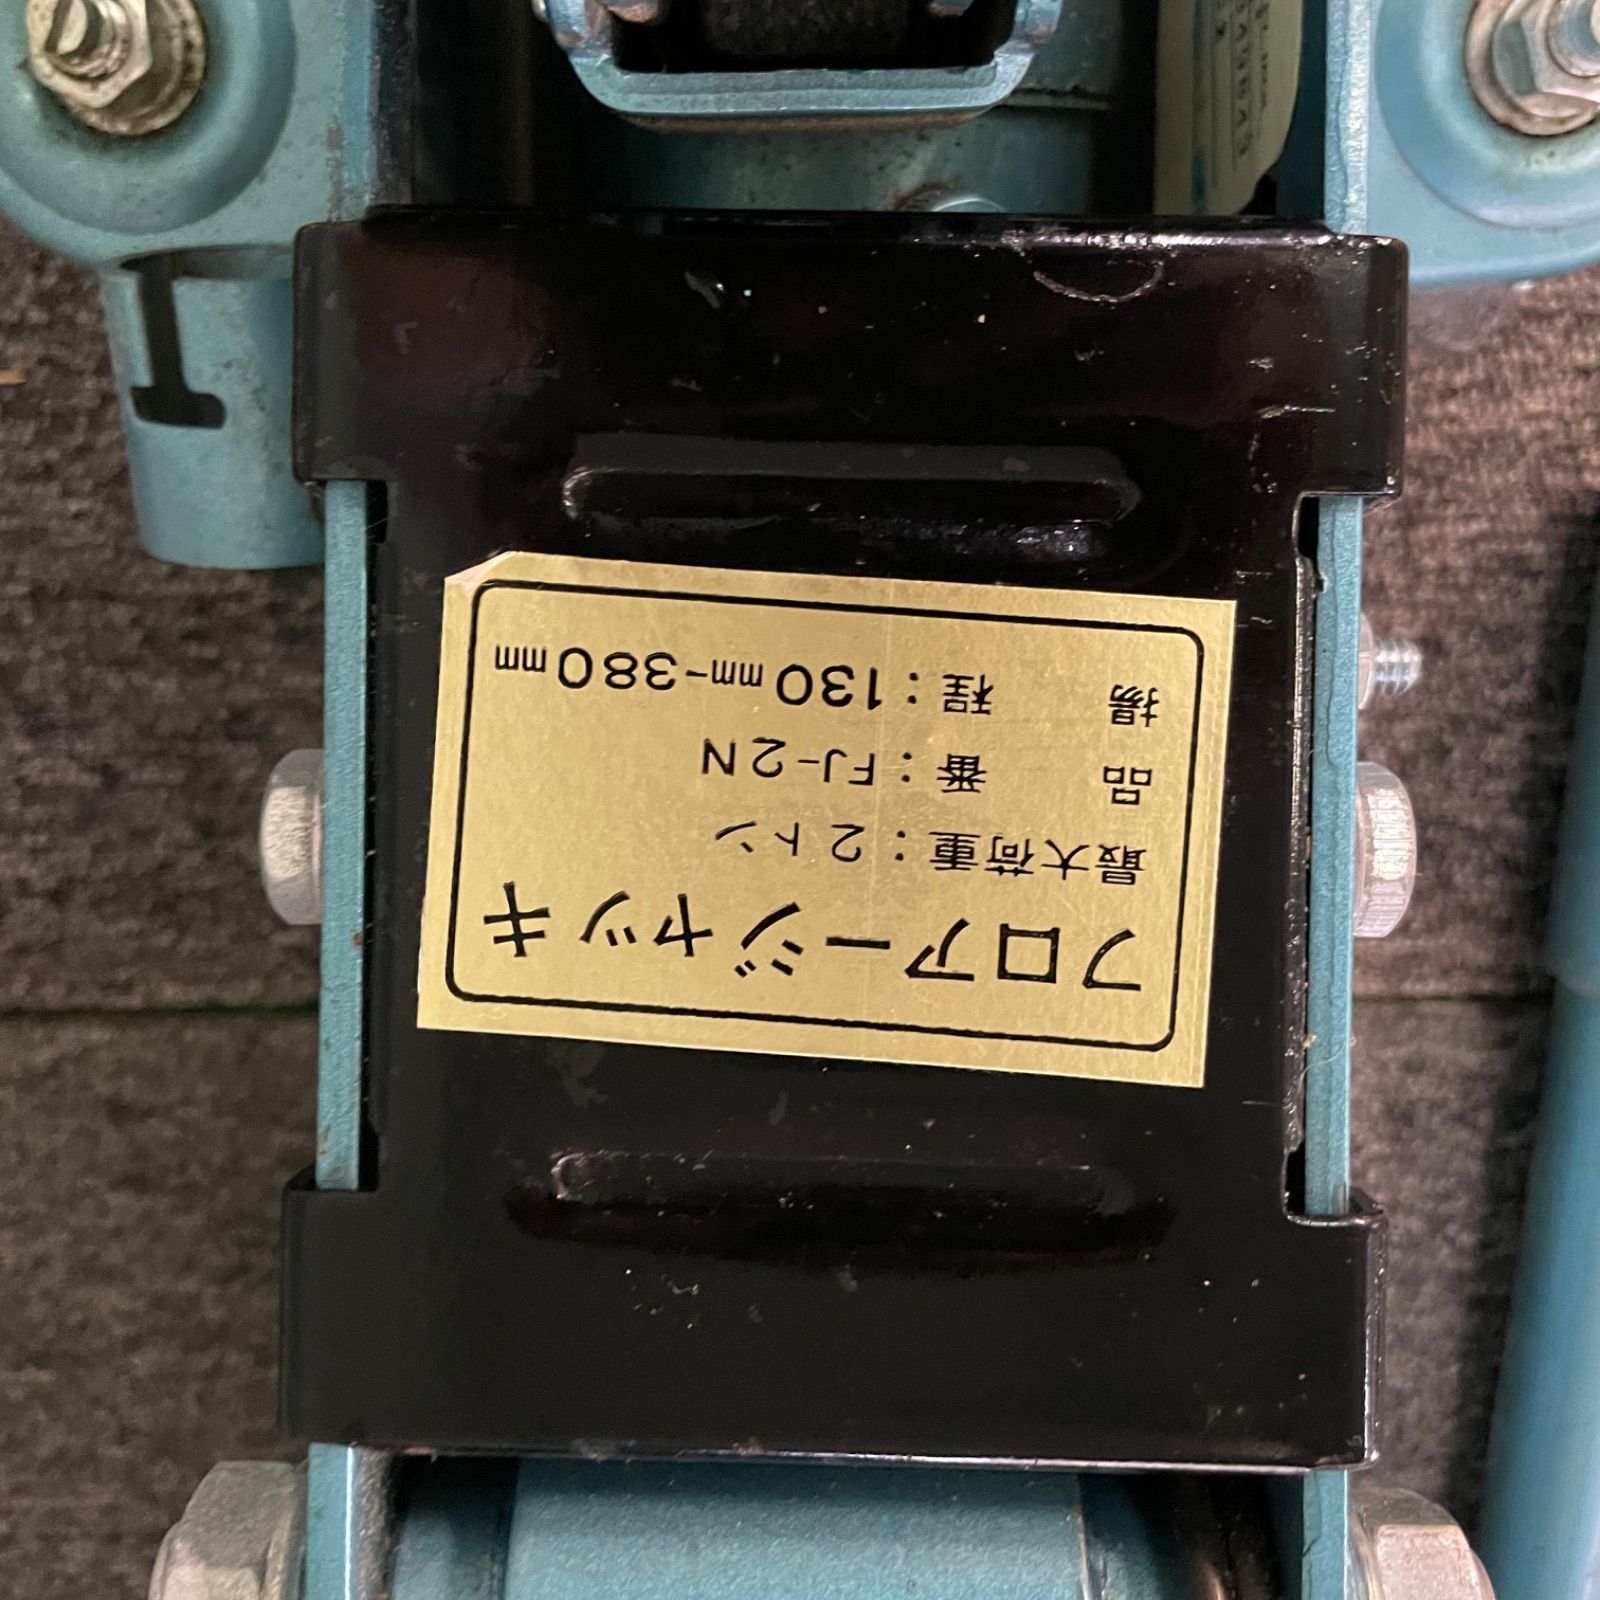 フロアージャッキ
最大荷重：2トン
品番：FJ-2N
揚程：130mm-380mm